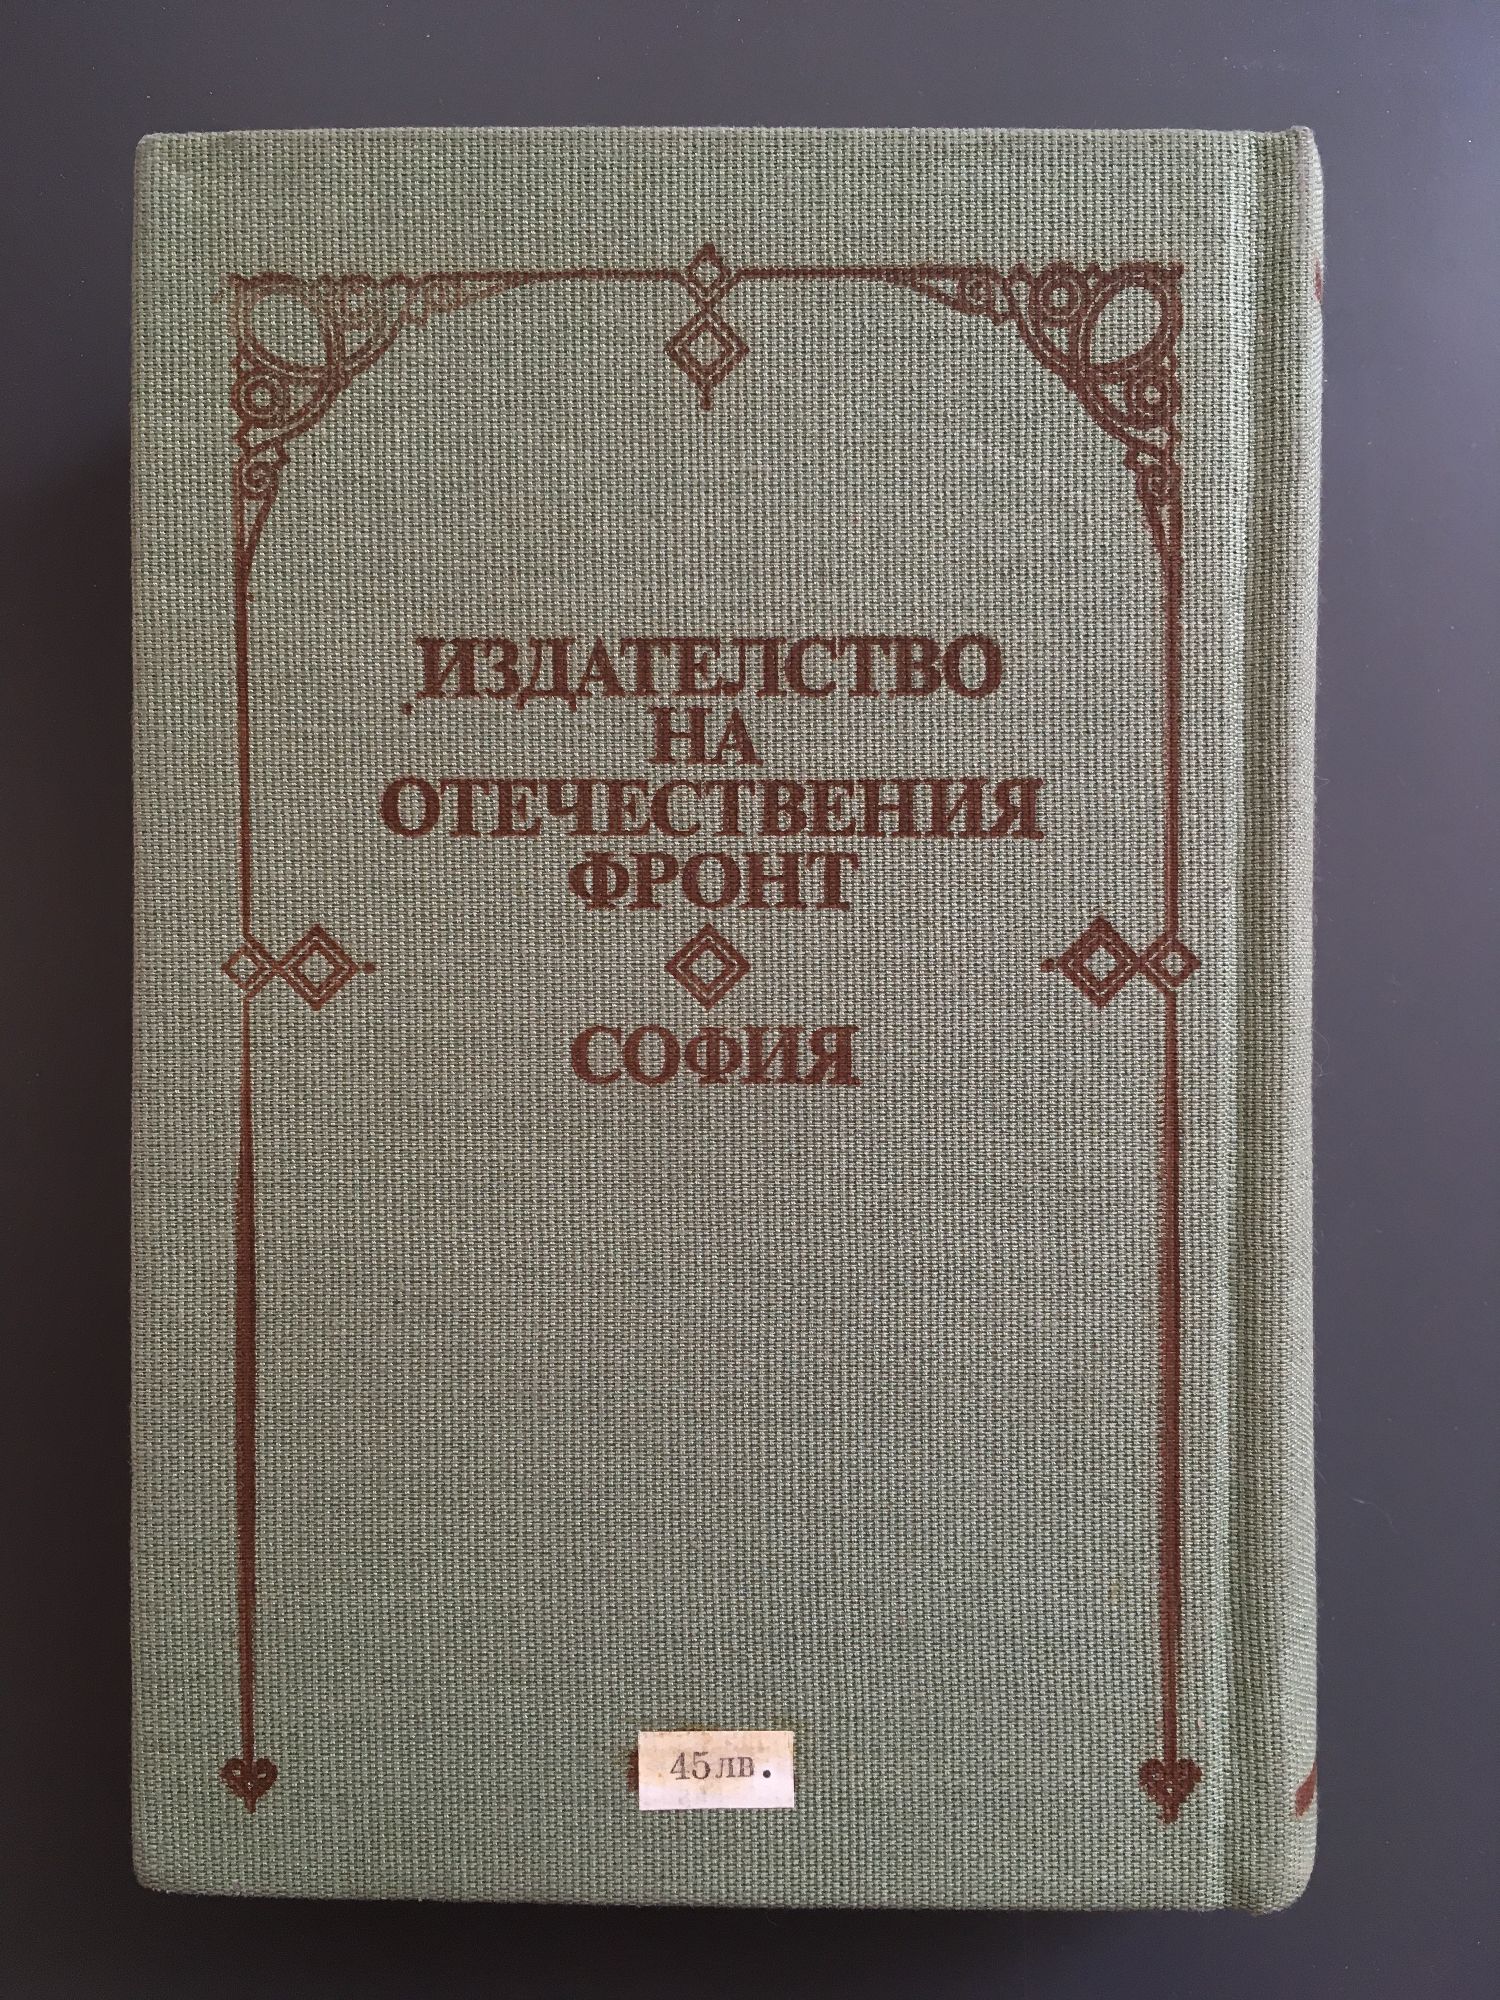 ИЗДАТЕЛСТВО
НА
ОТЕЧЕСТВЕНИЯ
ФРОНТ
СОФИЯ
45лв.